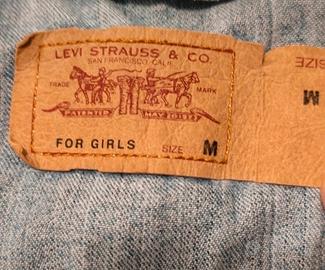 LEVI STRAUSS & CO.
SAN FRANCISCO, CALIF.
TRADE MARK
PATENTED MAY 20 1873
FOR GIRLS SIZE M
SIZE
M